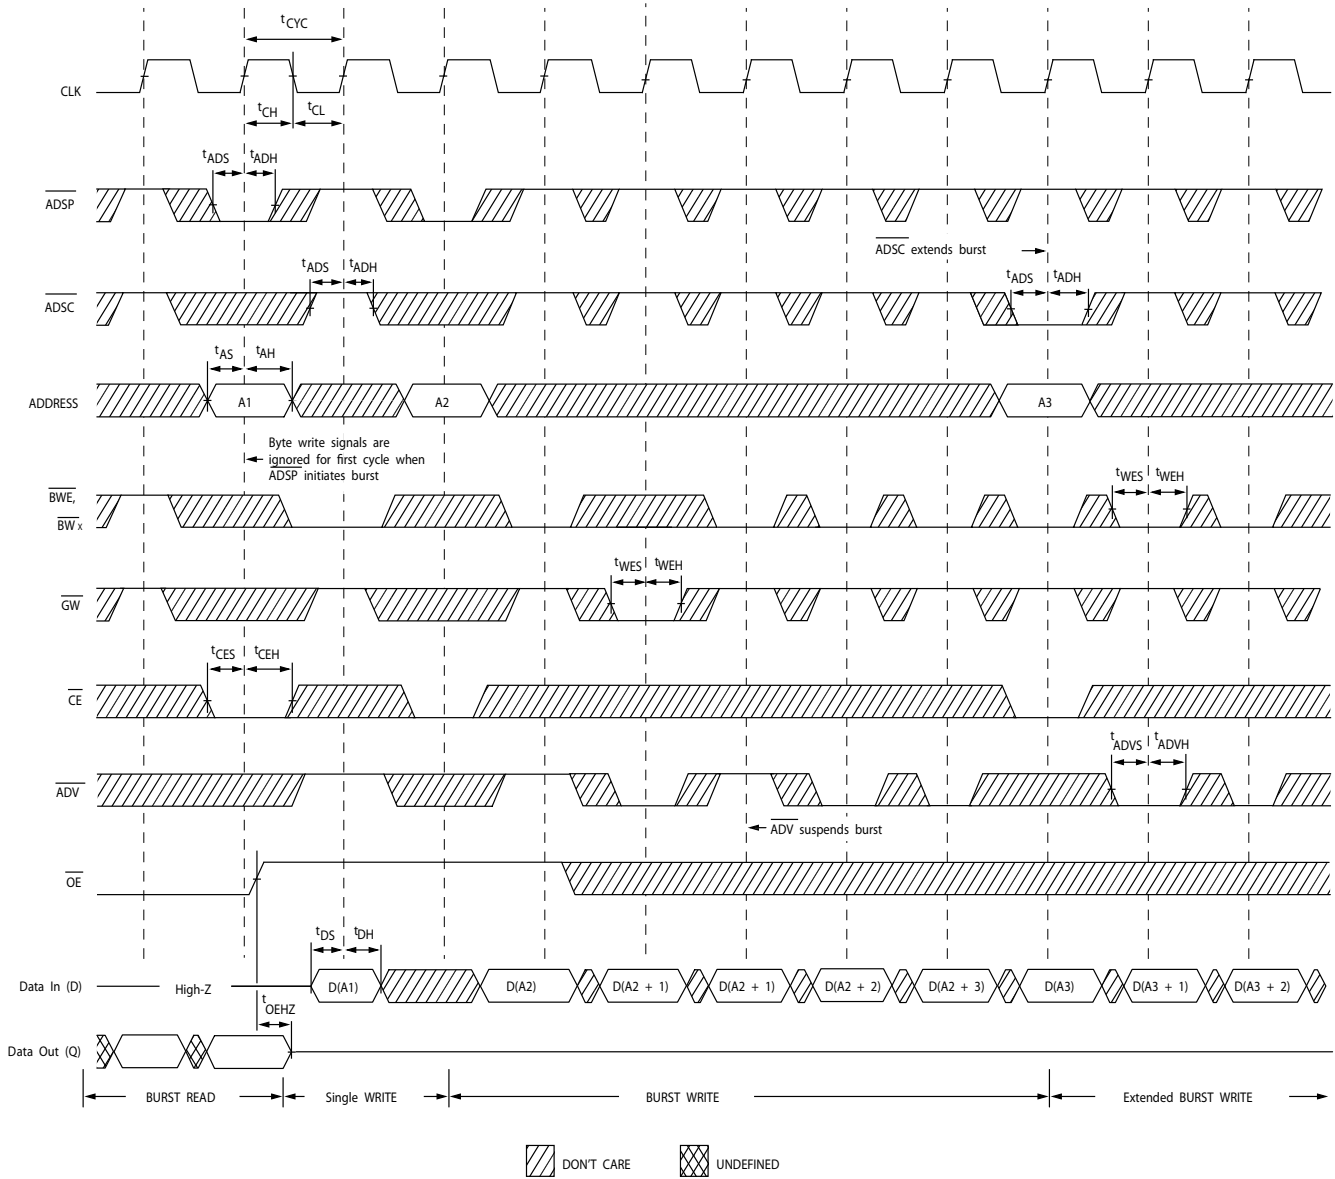 tCYC
CLK
tCH
tCL
tADS
tADH
ADSP
ADSC extends burst
tADS
tADH
tADS
tADH
ADSC
tAS
tAH
ADDRESS
A1
A2
A3
Byte write signals are
ignored for first cycle when
ADSP initiates burst
BWE,
BW X
tWES
tWEH
tWES
tWEH
GW
tCES
tCEH
CE
tADVS
tADVH
ADV
ADV suspends burst
OE
tDS
tDH
Data In (D)
High-Z
D(A1)
D(A2)
D(A2 + 1)
D(A2 + 1)
D(A2 + 2)
D(A2 + 3)
D(A3)
D(A3 + 1)
D(A3 + 2)
tOEHZ
Data Out (Q)
BURST READ
Single WRITE
BURST WRITE
Extended BURST WRITE
DON'T CARE
UNDEFINED